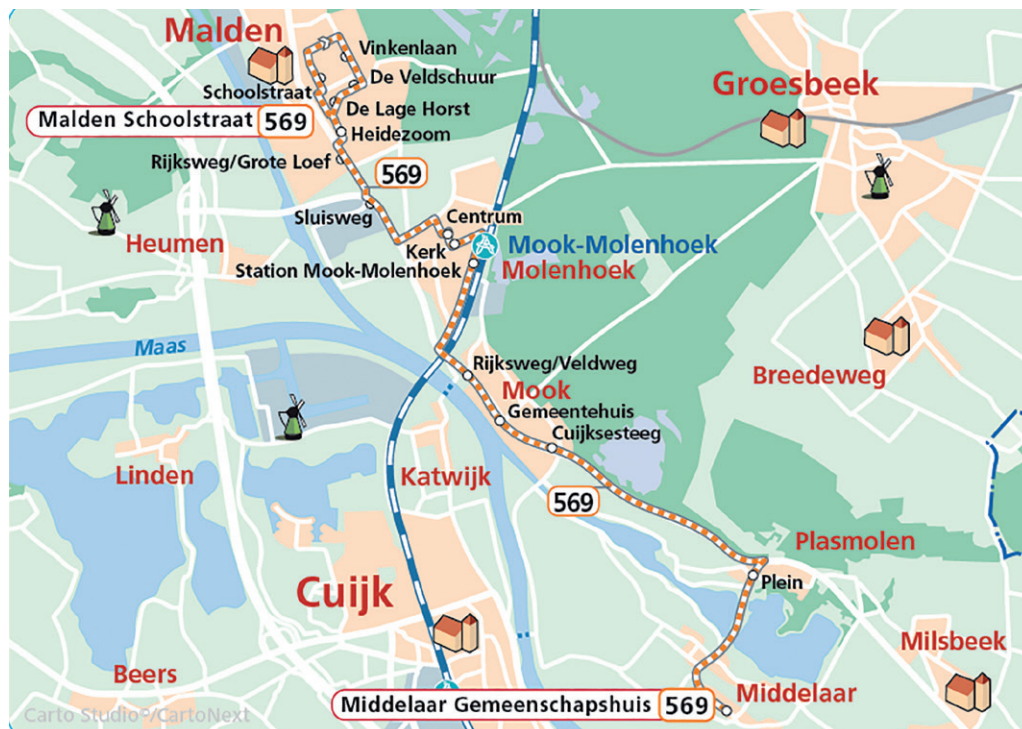 Malden
Vinkenlaan
De Veldschuur
Schoolstraat
De Lage Horst
Malden Schoolstraat 569
Heidezoom
Rijksweg/Grote Loef
569
Sluisweg
Centrum
Kerk
Station Mook-Molenhoek
Mook-Molenhoek
Molenhoek
Groesbeek
Heumen
Maas
Rijksweg/Veldweg
Mook
Gemeentehuis
Cuijksesteeg
Breedeweg
Linden
Katwijk
569
Plasmolen
Plein
Cuijk
Milsbeek
Beers
Middelaar
Middelaar Gemeenschapshuis 569
Carto Studio©/CartoNext